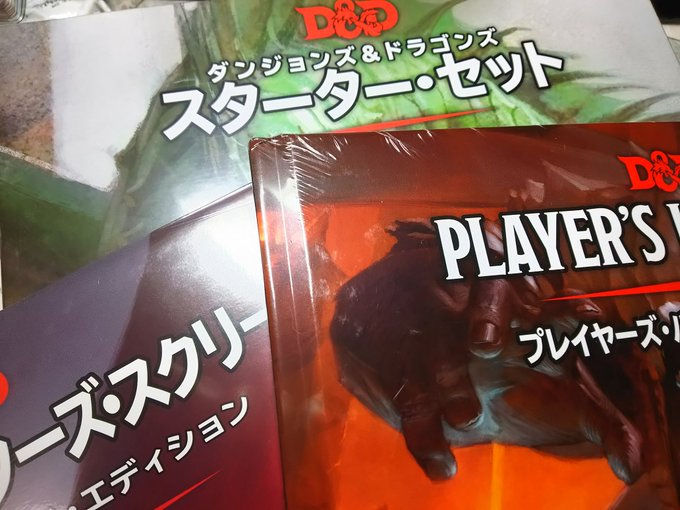 D&D
ダンジョンズ&ドラゴンズ
スターター・セット
D&D
PLAYER'S
プレイヤーズ・
ーズ・スクリー
・エディション